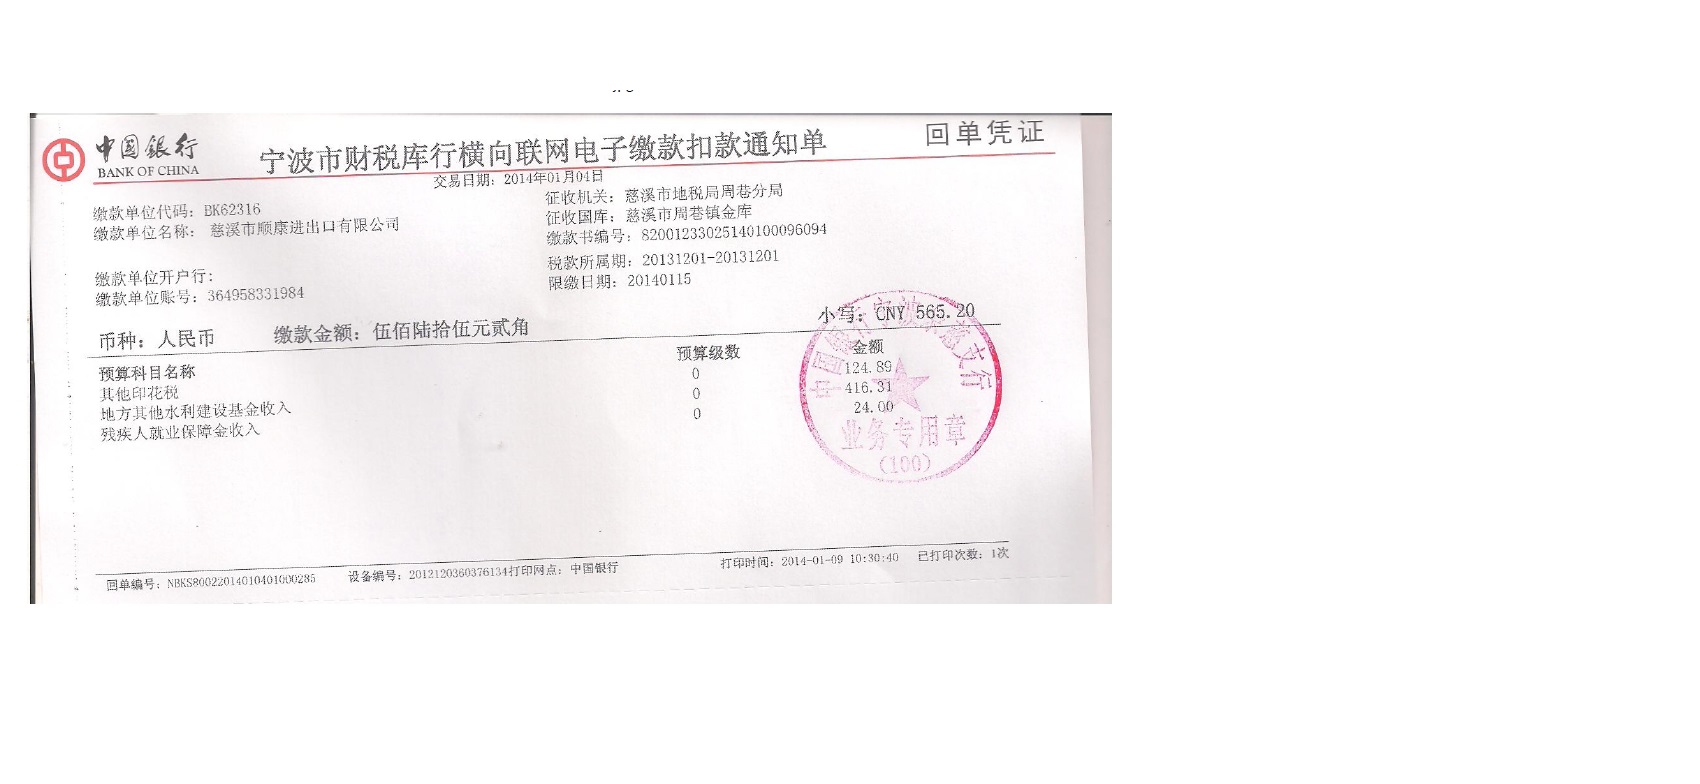 中国银行
BANK OF CHINA
宁波市财税库行横向联网电子缴款扣款通知单
回单凭证
交易日期：2014年01月04日
缴款单位代码：BK62316
缴款单位名称： 慈溪市顺康进出口有限公司
征收机关：慈溪市地税局周巷分局
征收国库：慈溪市周巷镇金库
缴款书编号：82001233025140100096094
税款所属期：20131201-20131201
限缴日期：20140115
缴款单位开户行：
缴款单位账号：364958331984
币种：人民币 缴款金额：伍佰陆拾伍元贰角 小写：CNY 565.20
预算科目名称 预算级数 金额
其他印花税 0 124.89
地方其他水利建设基金收入 0 416.31
残疾人就业保障金收入 0 24.00
业务专用章
(100)
回单编号：NBKS80022014010401000285 设备编号：2012120360376134打印网点：中国银行 打印时间：2014-01-09 10:30:40 已打印次数：1次